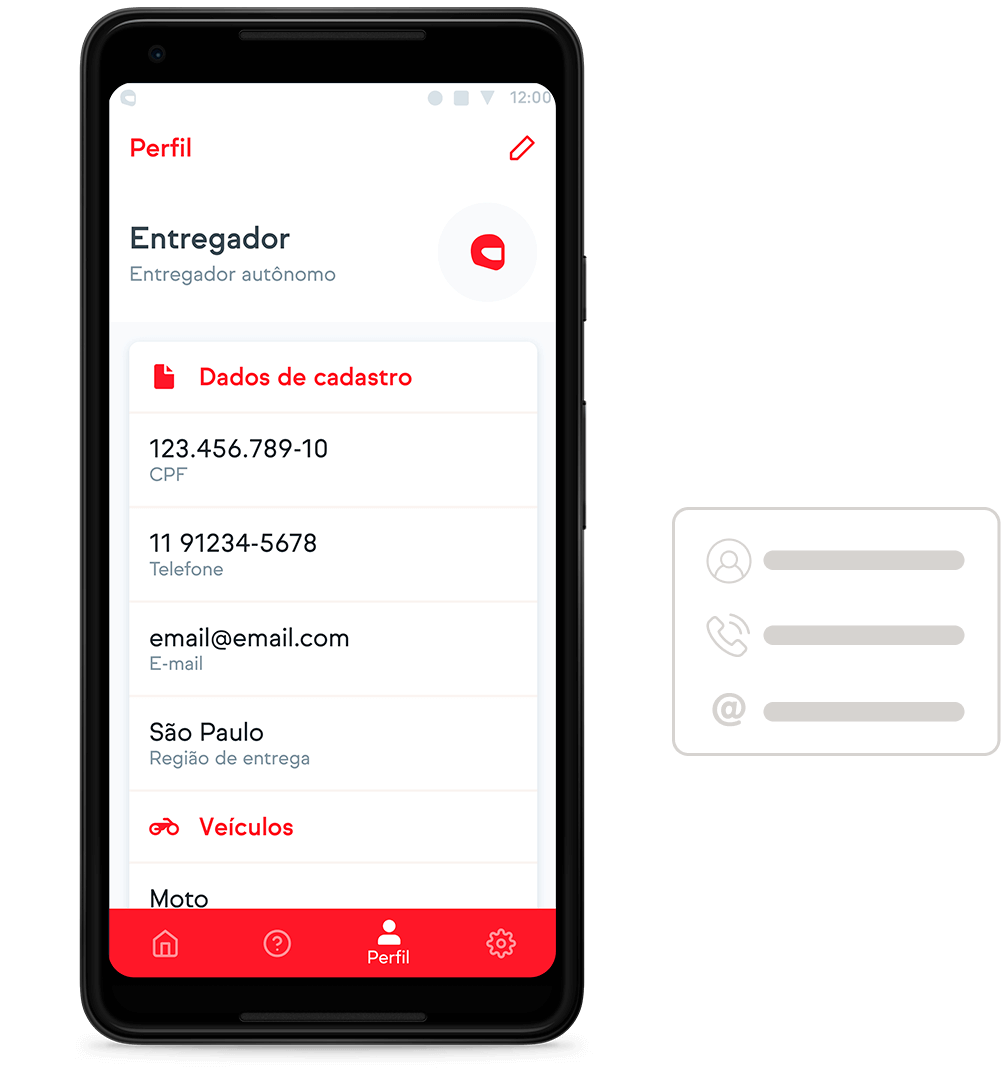 12:00
Perfil
Entregador
Entregador autônomo
Dados de cadastro
123.456.789-10
CPF
11 91234-5678
Telefone
email@email.com
E-mail
São Paulo
Região de entrega
Veículos
Moto
Perfil
@